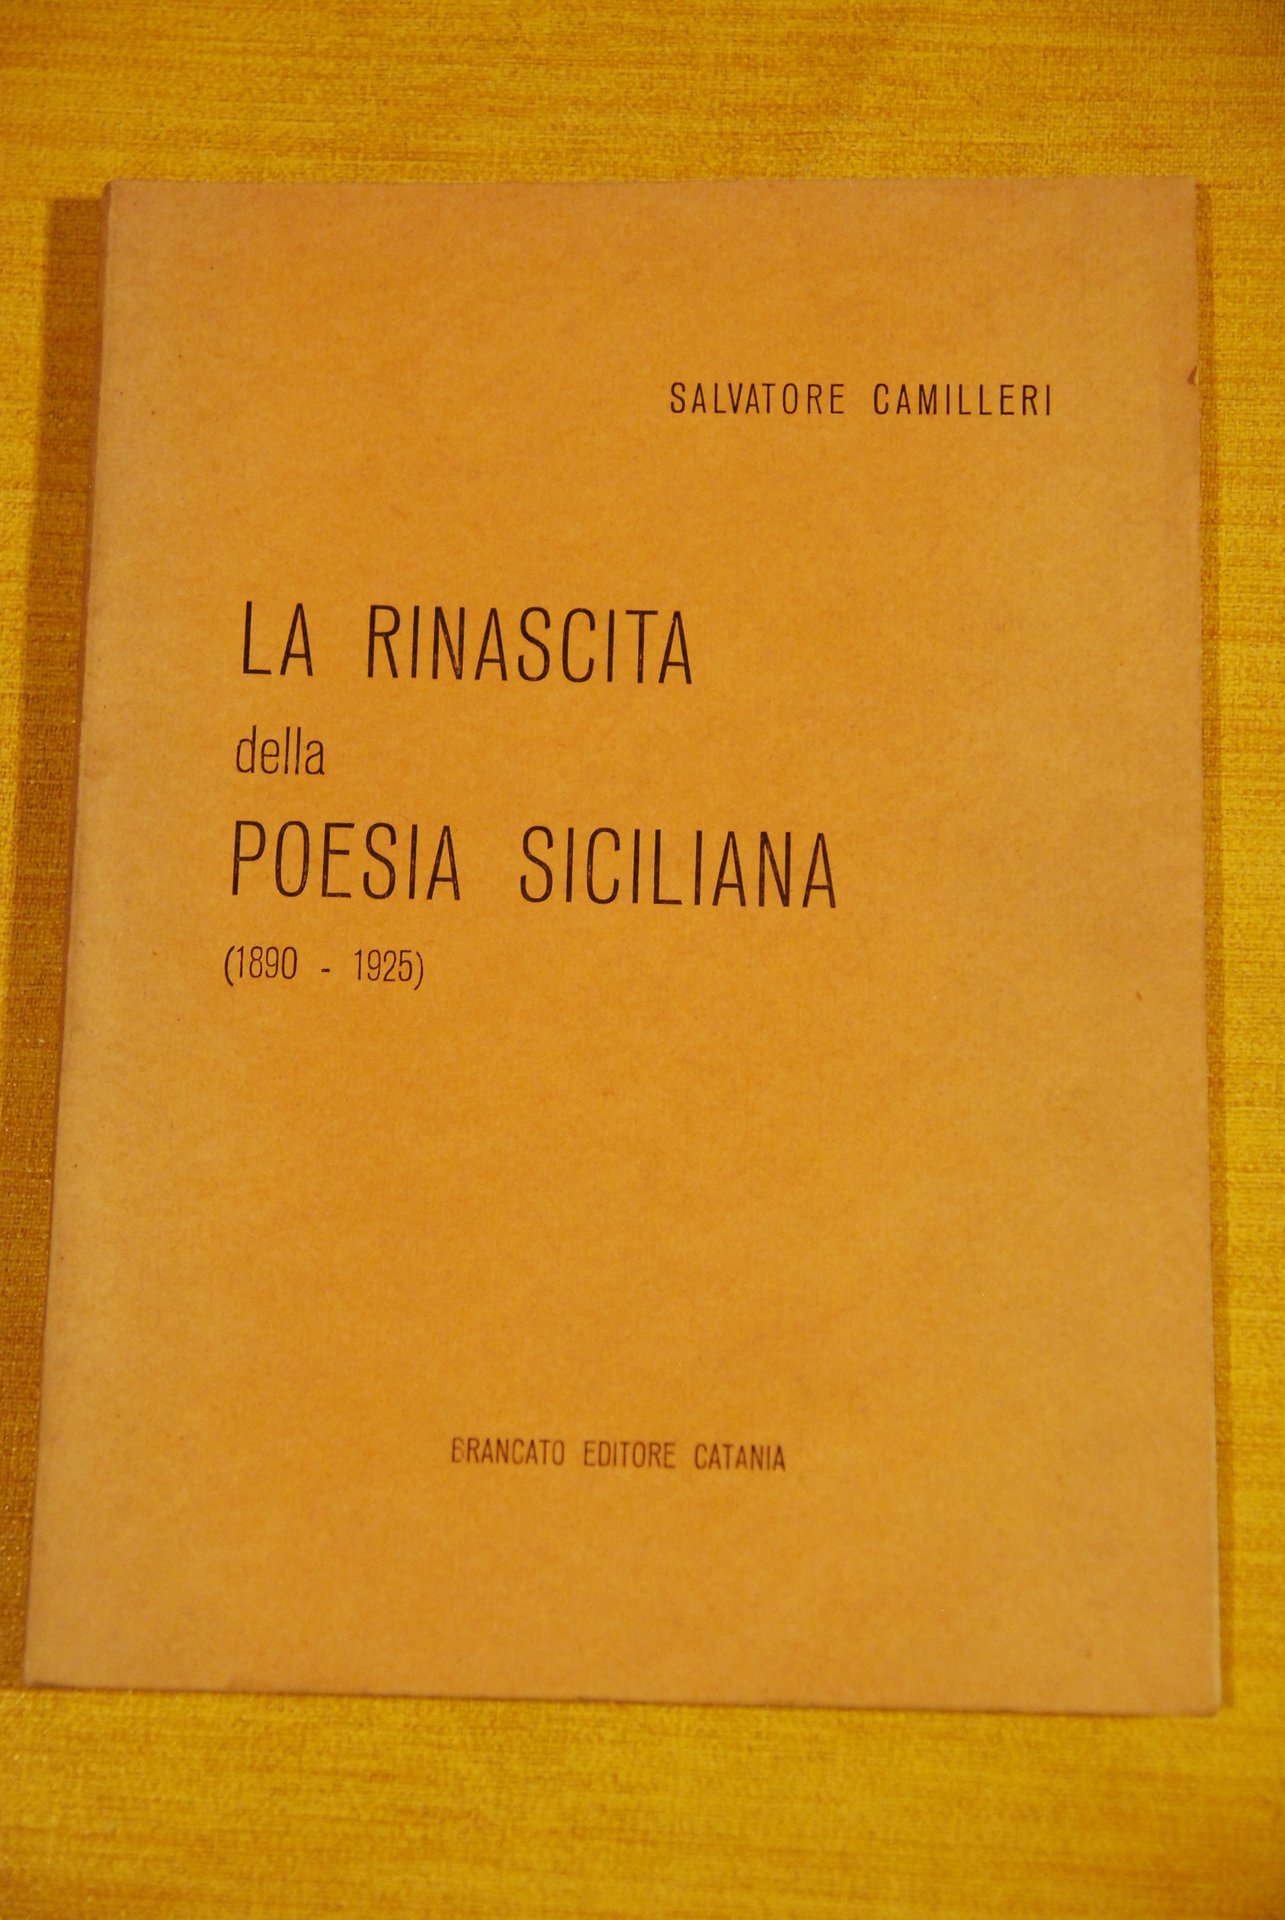 SALVATORE CAMILLERI
LA RINASCITA
della
POESIA SICILIANA
(1890 - 1925)
BRANCATO EDITORE CATANIA